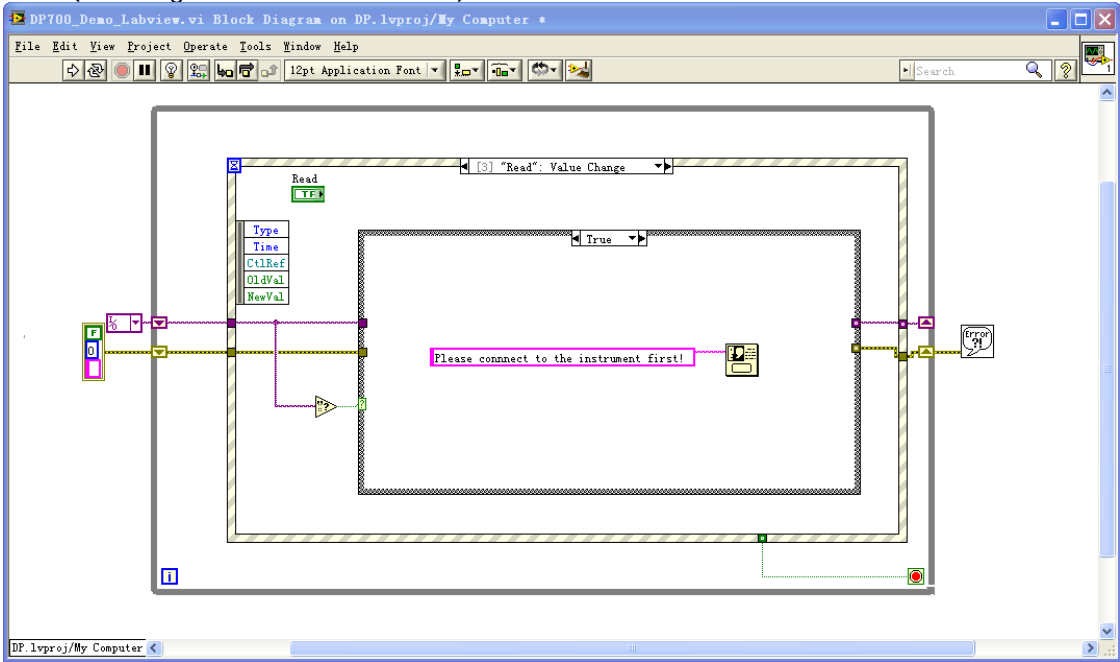 DP700_Demo_Labview.vi Block Diagram on DP.lvproj/My Computer *
File Edit View Project Operate Tools Window Help
12pt Application Font
Search
1
[3] "Read": Value Change
Read
TF
Type
Time
CtlRef
OldVal
NewVal
True
I/O
F
0
Please connnect to the instrument first!
?
=?
Error
?!
i
DP.lvproj/My Computer